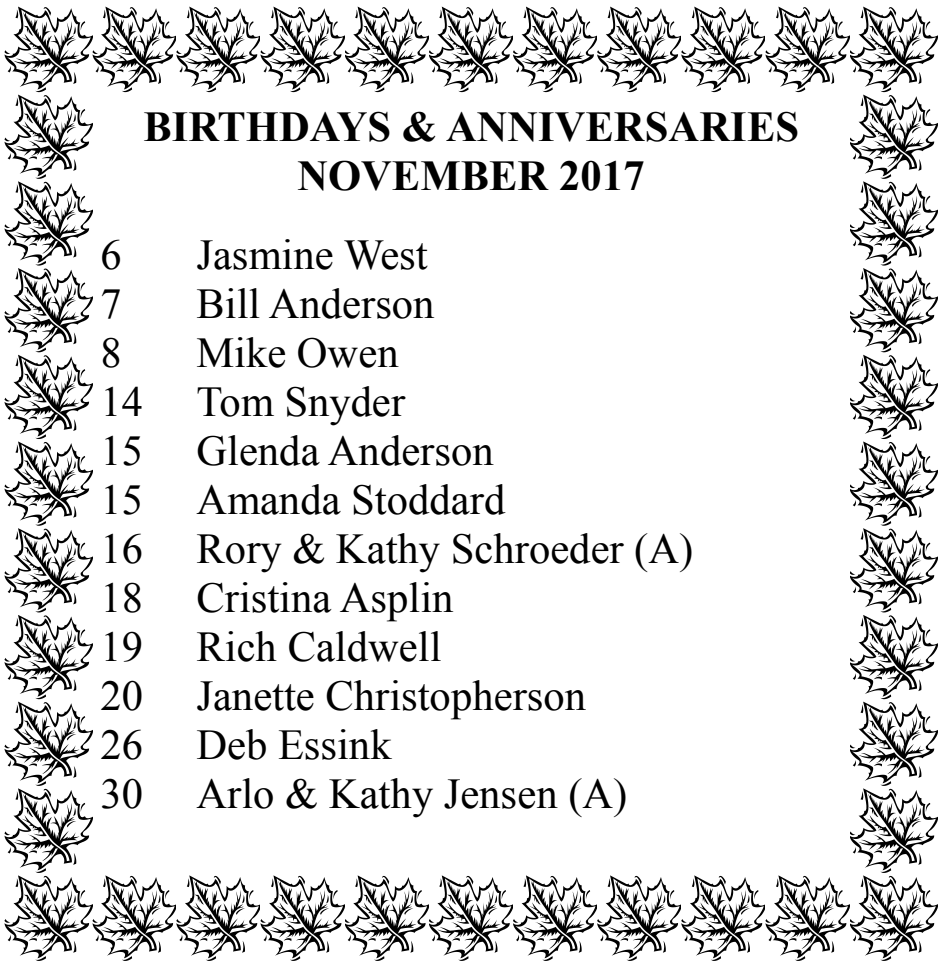 BIRTHDAYS & ANNIVERSARIES
NOVEMBER 2017
6 Jasmine West
7 Bill Anderson
8 Mike Owen
14 Tom Snyder
15 Glenda Anderson
15 Amanda Stoddard
16 Rory & Kathy Schroeder (A)
18 Cristina Asplin
19 Rich Caldwell
20 Janette Christopherson
26 Deb Essink
30 Arlo & Kathy Jensen (A)